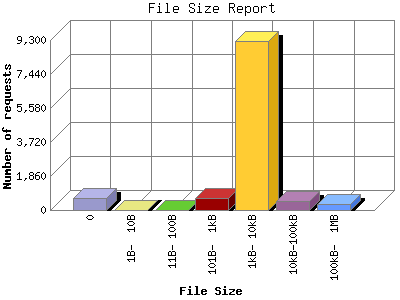 File Size Report
Number of requests
9,300
7,440
5,580
3,720
1,860
0
0
1B- 10B
11B- 100B
101B- 1kB
1kB- 10kB
10kB-100kB
100kB- 1MB
File Size